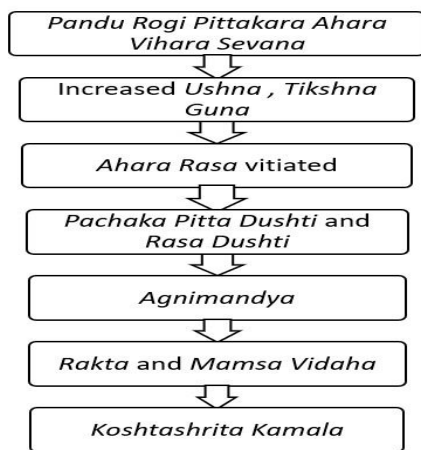 Pandu Rogi Pittakara Ahara
Vihara Sevana
Increased Ushna , Tikshna
Guna
Ahara Rasa vitiated
Pachaka Pitta Dushti and
Rasa Dushti
Agnimandya
Rakta and Mamsa Vidaha
Koshtashrita Kamala